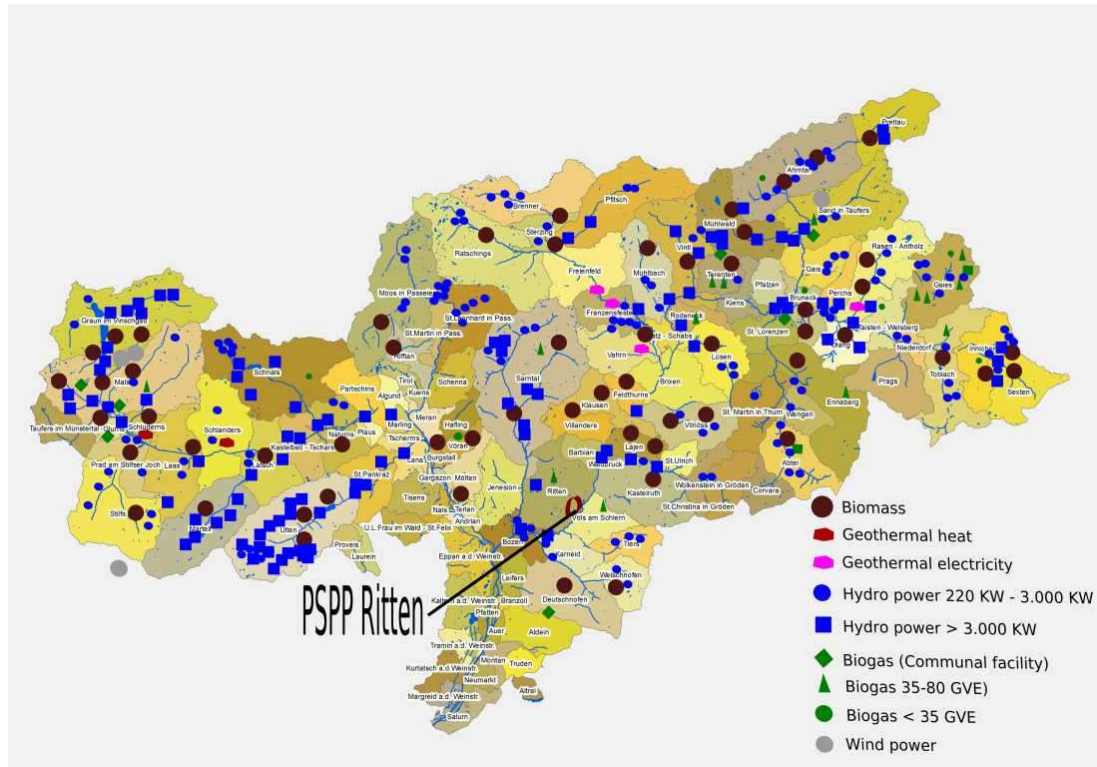 Prettau
Ahrntal
Pfitsch
Brenner
Sand in Taufers
Mühlwald
Sterzing
Rasen - Antholz
Vintl
Ratschings
Gais
Freienfeld
Mühlbach
Terenten
Percha
Gsies
Pfalzen
Moos in Passeier
Kiens
Bruneck
St.Leonhard in Pass.
Franzensfeste
Rodeneck
Graun im Vinschgau
St.Martin in Pass.
St. Lorenzen
Natz - Schabs
Olang
Niederdorf
Innichen
Riffian
Vahrn
Lüsen
Toblach
Schnals
Mals
Tirol
Schenna
Brixen
Prags
Sexten
Partschins
Kuens
Sarntal
Feldthurns
Enneberg
Algund
Meran
Klausen
St. Martin in Thurn
Wengen
Schlanders
Marling
Hafling
Villanders
Villnöss
Taufers im Münstertal
Schluderns
Naturns
Plaus
Tscherms
Vöran
Lajen
Kastelbell - Tschars
Lana
Burgstall
Barbian
Abtei
Prad am Stilfser Joch
Laas
Latsch
St.Pankraz
Gargazon
Mölten
Waidbruck
St.Ulrich
Wolkenstein in Gröden
Jenesien
Ritten
Kastelruth
Corvara
Stilfs
Tisens
Nals
Terlan
St.Christina in Gröden
Martell
Ulten
Andrian
Völs am Schlern
U.L. Frau im Wald - St.Felix
Proveis
Bozen
Tiers
Laurein
Eppan a.d. Weinstr.
Karneid
Leifers
Welschnofen
Deutschnofen
Kaltern a.d. Weinstr.
Branzoll
Pfatten
Auer
Aldein
Tramin a.d. Weinstr.
Montan
Truden
Kurtatsch a.d.Weinstr.
Neumarkt
Altrei
Margreid a.d. Weinstr.
Salurn
PSPP Ritten
Biomass
Geothermal heat
Geothermal electricity
Hydro power 220 KW - 3.000 KW
Hydro power > 3.000 KW
Biogas (Communal facility)
Biogas 35-80 GVE)
Biogas < 35 GVE
Wind power